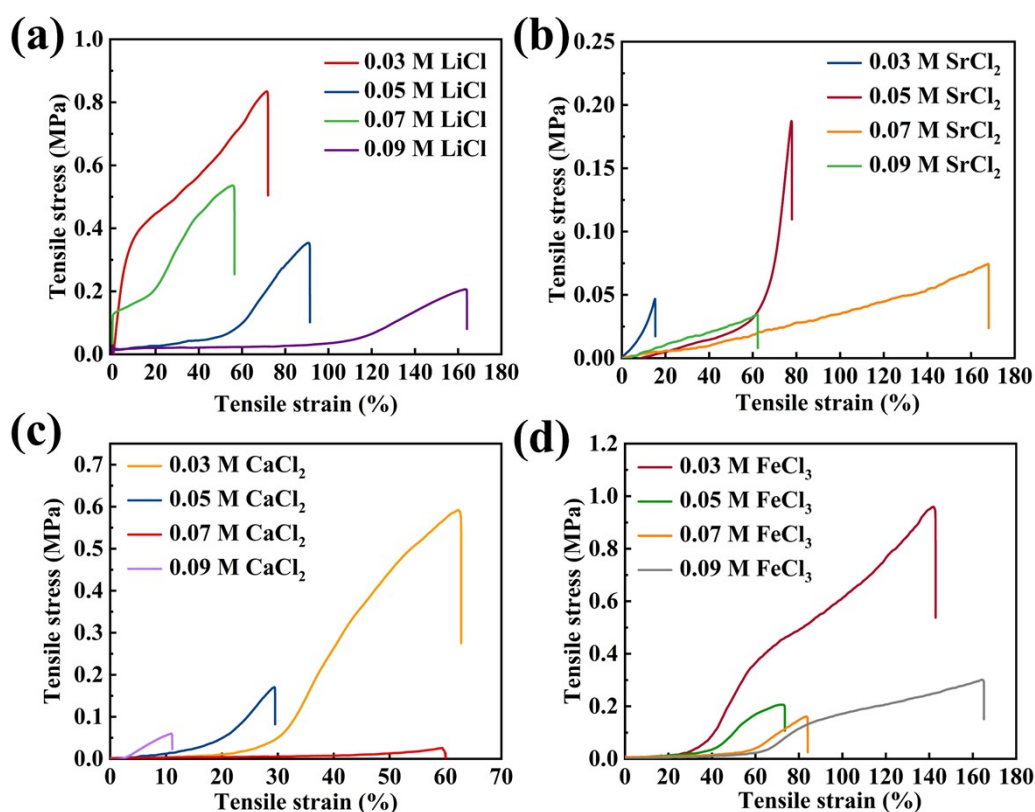 (a)
1.0
0.8
0.6
0.4
0.2
0.0
0 20 40 60 80 100 120 140 160 180
Tensile stress (MPa)
Tensile strain (%)
0.03 M LiCl
0.05 M LiCl
0.07 M LiCl
0.09 M LiCl
(b)
0.25
0.20
0.15
0.10
0.05
0.00
0 20 40 60 80 100 120 140 160 180
Tensile stress (MPa)
Tensile strain (%)
0.03 M SrCl₂
0.05 M SrCl₂
0.07 M SrCl₂
0.09 M SrCl₂
(c)
0.7
0.6
0.5
0.4
0.3
0.2
0.1
0.0
0 10 20 30 40 50 60 70
Tensile stress (MPa)
Tensile strain (%)
0.03 M CaCl₂
0.05 M CaCl₂
0.07 M CaCl₂
0.09 M CaCl₂
(d)
1.2
1.0
0.8
0.6
0.4
0.2
0.0
0 20 40 60 80 100 120 140 160 180
Tensile stress (MPa)
Tensile strain (%)
0.03 M FeCl₃
0.05 M FeCl₃
0.07 M FeCl₃
0.09 M FeCl₃